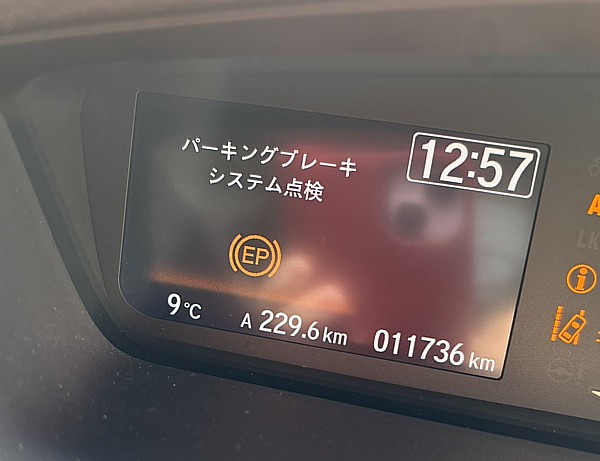 パーキングブレーキ
システム点検
12:57
EP
9°C
A 229.6 km
011736 km
A
LK
i